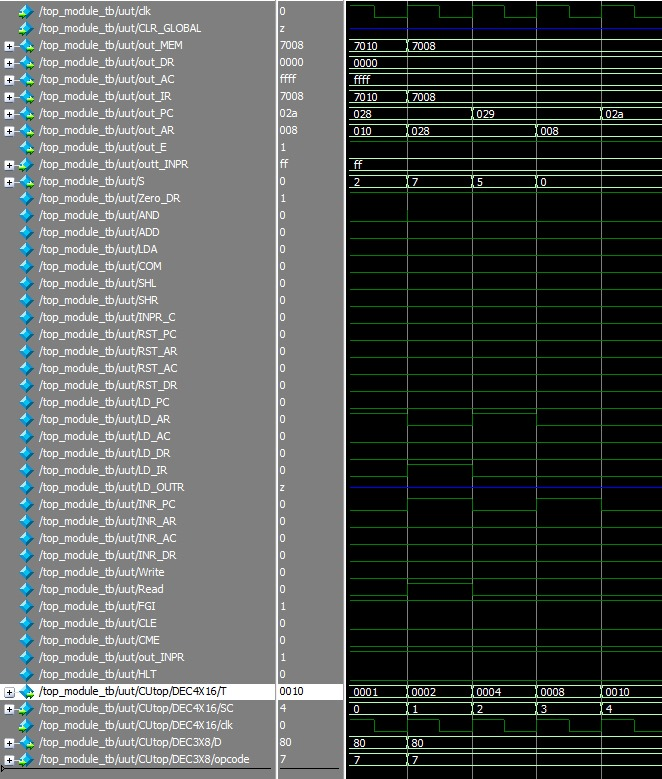 /top_module_tb/uut/clk 0
/top_module_tb/uut/CLR_GLOBAL z
/top_module_tb/uut/out_MEM 7008 7010 7008
/top_module_tb/uut/out_DR 0000 0000
/top_module_tb/uut/out_AC ffff ffff
/top_module_tb/uut/out_IR 7008 7010 7008
/top_module_tb/uut/out_PC 02a 028 029 02a
/top_module_tb/uut/out_AR 008 010 028 008
/top_module_tb/uut/out_E 1
/top_module_tb/uut/outt_INPR ff ff
/top_module_tb/uut/S 0 2 7 5 0
/top_module_tb/uut/Zero_DR 1
/top_module_tb/uut/AND 0
/top_module_tb/uut/ADD 0
/top_module_tb/uut/LDA 0
/top_module_tb/uut/COM 0
/top_module_tb/uut/SHL 0
/top_module_tb/uut/SHR 0
/top_module_tb/uut/INPR_C 0
/top_module_tb/uut/RST_PC 0
/top_module_tb/uut/RST_AR 0
/top_module_tb/uut/RST_AC 0
/top_module_tb/uut/RST_DR 0
/top_module_tb/uut/LD_PC 0
/top_module_tb/uut/LD_AR 0
/top_module_tb/uut/LD_AC 0
/top_module_tb/uut/LD_DR 0
/top_module_tb/uut/LD_IR 0
/top_module_tb/uut/LD_OUTR z
/top_module_tb/uut/INR_PC 0
/top_module_tb/uut/INR_AR 0
/top_module_tb/uut/INR_AC 0
/top_module_tb/uut/INR_DR 0
/top_module_tb/uut/Write 0
/top_module_tb/uut/Read 0
/top_module_tb/uut/FGI 1
/top_module_tb/uut/CLE 0
/top_module_tb/uut/CME 0
/top_module_tb/uut/out_INPR 1
/top_module_tb/uut/HLT 0
/top_module_tb/uut/CUtop/DEC4X16/T 0010 0001 0002 0004 0008 0010
/top_module_tb/uut/CUtop/DEC4X16/SC 4 0 1 2 3 4
/top_module_tb/uut/CUtop/DEC4X16/clk 0
/top_module_tb/uut/CUtop/DEC3X8/D 80 80 80
/top_module_tb/uut/CUtop/DEC3X8/opcode 7 7 7